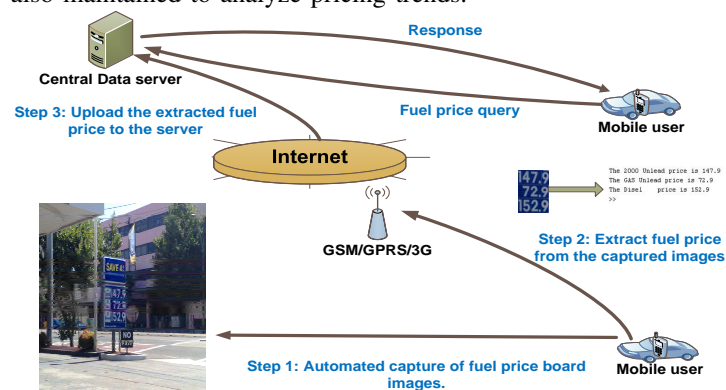 also maintained to analyze pricing trends.
Response
Central Data server
Fuel price query
Mobile user
Step 3: Upload the extracted fuel
price to the server
Internet
147.9
72.9
152.9
The 2000 Unlead price is 147.9
The GAS Unlead price is 72.9
The Disel price is 152.9
>>
GSM/GPRS/3G
Step 2: Extract fuel price
from the captured images
SAVE 4c
147.9
72.9
152.9
NO
EXIT
Step 1: Automated capture of fuel price board
images.
Mobile user